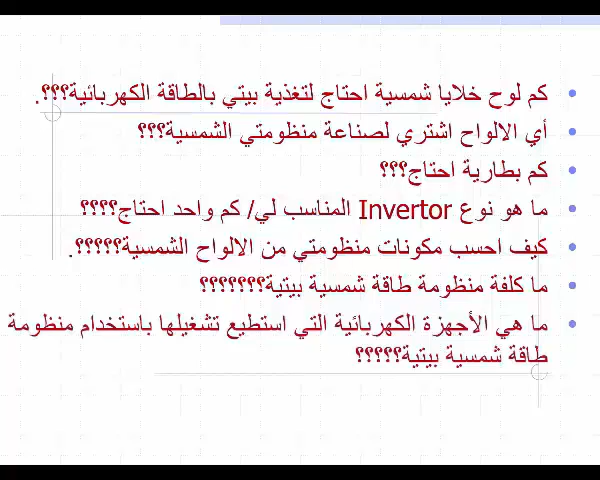 كم لوح خلايا شمسية احتاج لتغذية بيتي بالطاقة الكهربائية؟؟؟.
أي الالواح اشتري لصناعة منظومتي الشمسية؟؟؟
كم بطارية احتاج؟؟؟
ما هو نوع Invertor المناسب لي/ كم واحد احتاج؟؟؟؟
كيف احسب مكونات منظومتي من الالواح الشمسية؟؟؟؟؟.
ما كلفة منظومة طاقة شمسية بيتية؟؟؟؟؟؟؟
ما هي الأجهزة الكهربائية التي استطيع تشغيلها باستخدام منظومة
طاقة شمسية بيتية؟؟؟؟؟